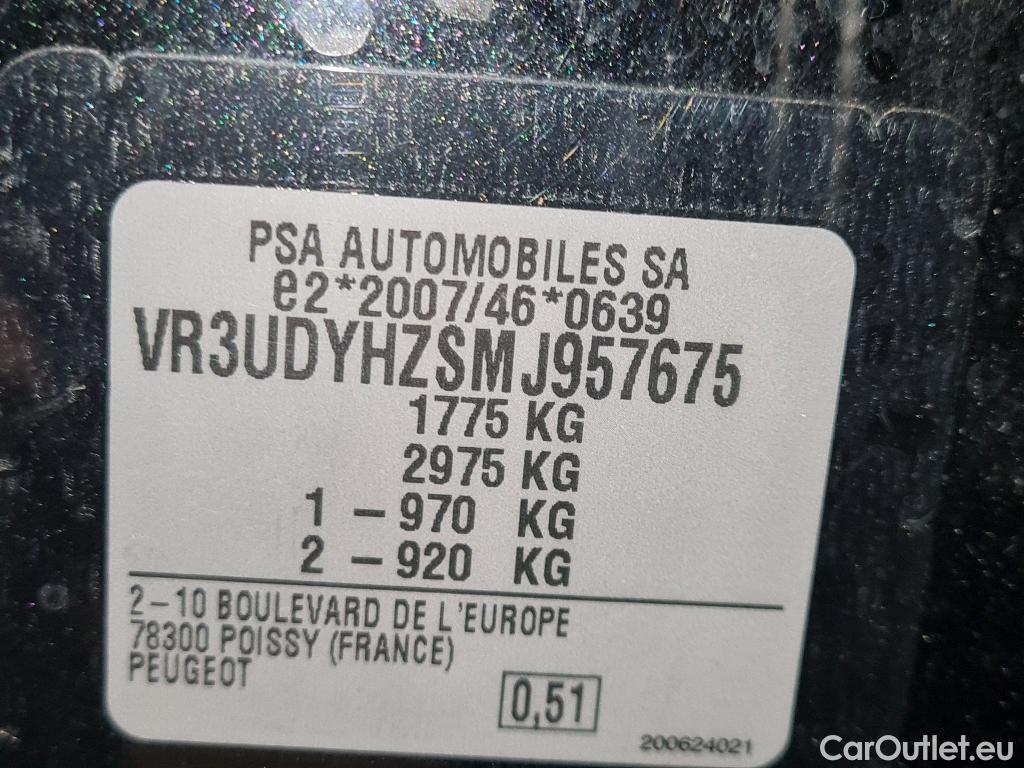 PSA AUTOMOBILES SA
e2*2007/46*0639
VR3UDYHZSMJ957675
1775 KG
2975 KG
1 – 970 KG
2 – 920 KG
2–10 BOULEVARD DE L'EUROPE
78300 POISSY (FRANCE)
PEUGEOT
0,51
200624021
CarOutlet.eu